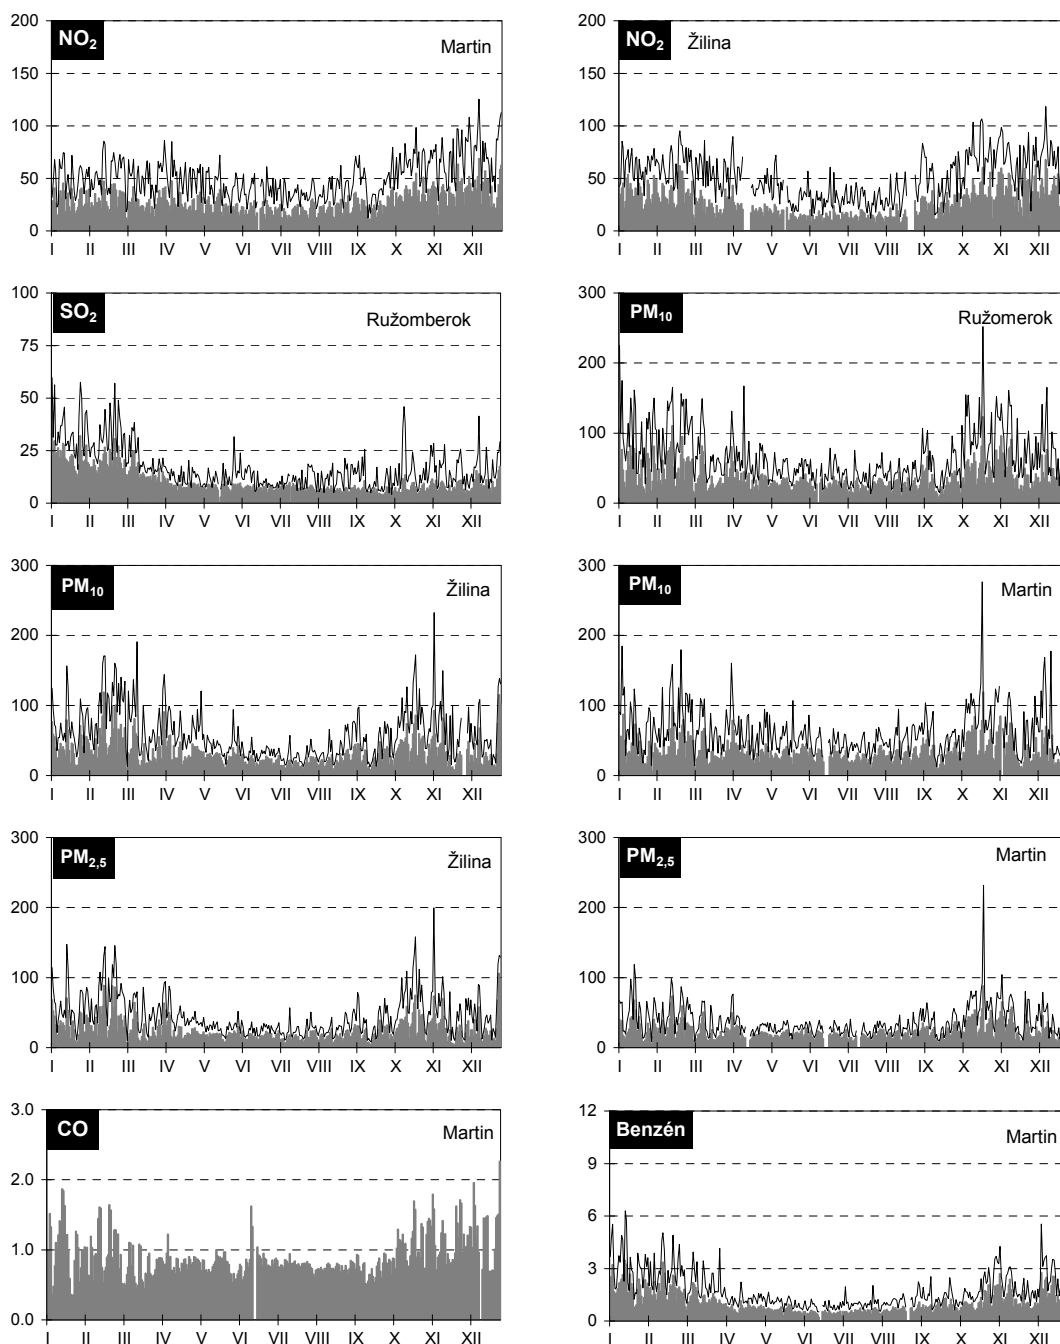 NO2 Martin
200
150
100
50
0
I II III IV V VI VII VIII IX X XI XII
NO2 Žilina
200
150
100
50
0
I II III IV V VI VII VIII IX X XI XII
SO2 Ružomberok
100
75
50
25
0
I II III IV V VI VII VIII IX X XI XII
PM10 Ružomerok
300
200
100
0
I II III IV V VI VII VIII IX X XI XII
PM10 Žilina
300
200
100
0
I II III IV V VI VII VIII IX X XI XII
PM10 Martin
300
200
100
0
I II III IV V VI VII VIII IX X XI XII
PM2,5 Žilina
300
200
100
0
I II III IV V VI VII VIII IX X XI XII
PM2,5 Martin
300
200
100
0
I II III IV V VI VII VIII IX X XI XII
CO Martin
3.0
2.0
1.0
0.0
I II III IV V VI VII VIII IX X XI XII
Benzén Martin
12
9
6
3
0
I II III IV V VI VII VIII IX X XI XII